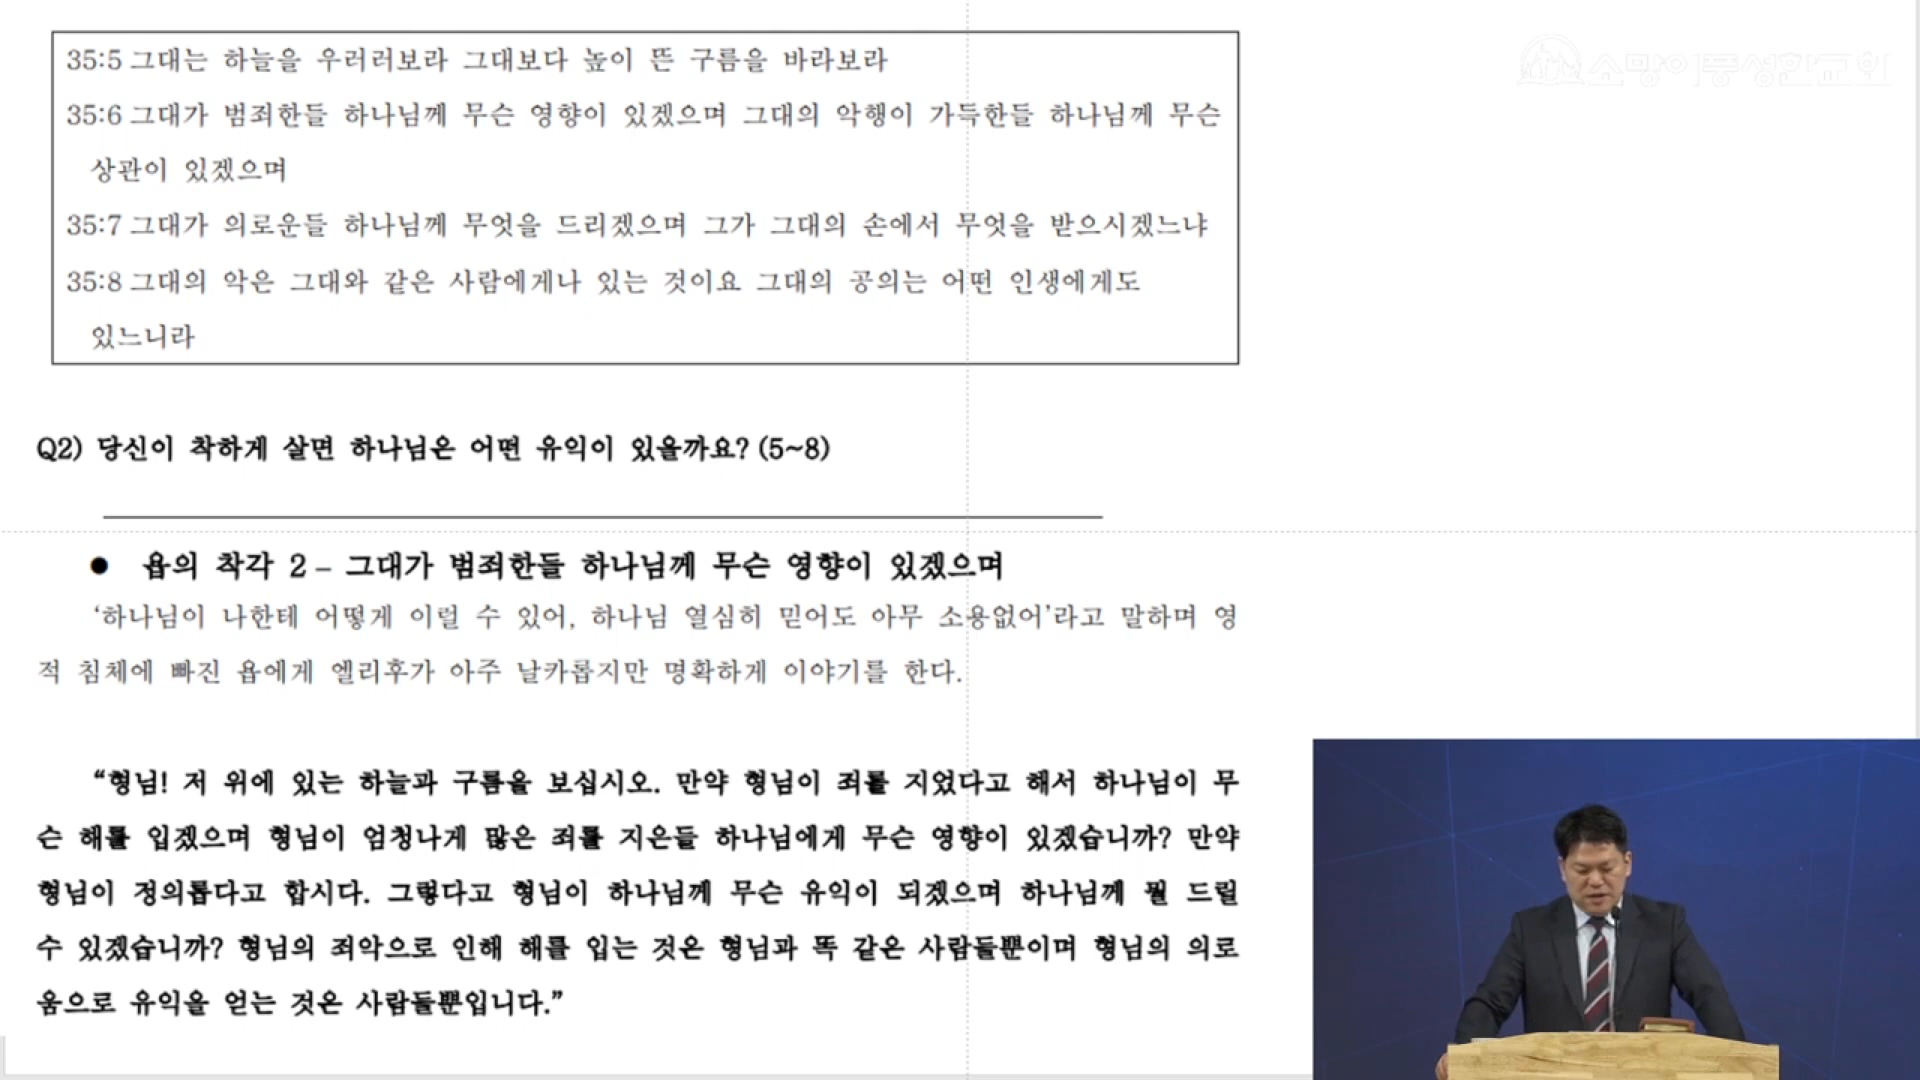 소망이풍성한교회
35:5 그대는 하늘을 우러러보라 그대보다 높이 뜬 구름을 바라보라
35:6 그대가 범죄한들 하나님께 무슨 영향이 있겠으며 그대의 악행이 가득한들 하나님께 무슨
상관이 있겠으며
35:7 그대가 의로운들 하나님께 무엇을 드리겠으며 그가 그대의 손에서 무엇을 받으시겠느냐
35:8 그대의 악은 그대와 같은 사람에게나 있는 것이요 그대의 공의는 어떤 인생에게도
있느니라
Q2) 당신이 착하게 살면 하나님은 어떤 유익이 있을까요? (5~8)
● 욥의 착각 2 – 그대가 범죄한들 하나님께 무슨 영향이 있겠으며
‘하나님이 나한테 어떻게 이럴 수 있어, 하나님 열심히 믿어도 아무 소용없어’라고 말하며 영
적 침체에 빠진 욥에게 엘리후가 아주 날카롭지만 명확하게 이야기를 한다.
“형님! 저 위에 있는 하늘과 구름을 보십시오. 만약 형님이 죄를 지었다고 해서 하나님이 무
슨 해를 입겠으며 형님이 엄청나게 많은 죄를 지은들 하나님에게 무슨 영향이 있겠습니까? 만약
형님이 정의롭다고 합시다. 그렇다고 형님이 하나님께 무슨 유익이 되겠으며 하나님께 뭘 드릴
수 있겠습니까? 형님의 죄악으로 인해 해를 입는 것은 형님과 똑 같은 사람들뿐이며 형님의 의로
움으로 유익을 얻는 것은 사람들뿐입니다.”